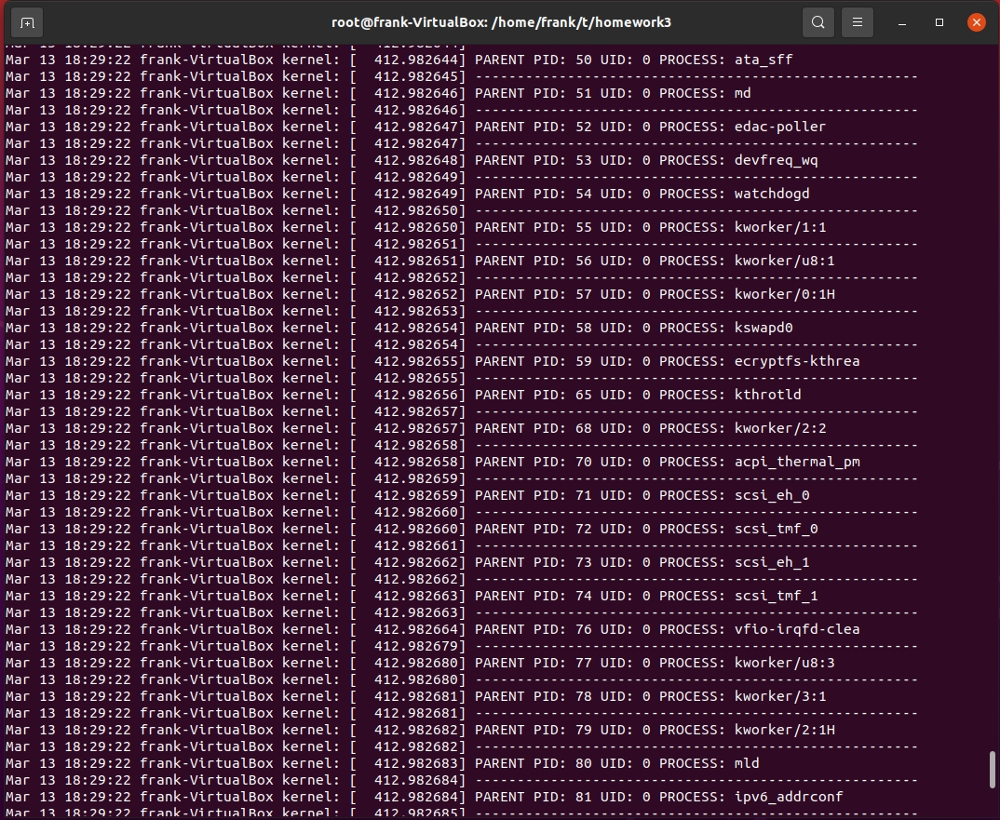 root@frank-VirtualBox: /home/frank/t/homework3
Mar 13 18:29:22 frank-VirtualBox kernel: [  412.982644]
Mar 13 18:29:22 frank-VirtualBox kernel: [  412.982644] PARENT PID: 50 UID: 0 PROCESS: ata_sff
Mar 13 18:29:22 frank-VirtualBox kernel: [  412.982645] -----------------------------------------------------
Mar 13 18:29:22 frank-VirtualBox kernel: [  412.982646] PARENT PID: 51 UID: 0 PROCESS: md
Mar 13 18:29:22 frank-VirtualBox kernel: [  412.982646] -----------------------------------------------------
Mar 13 18:29:22 frank-VirtualBox kernel: [  412.982647] PARENT PID: 52 UID: 0 PROCESS: edac-poller
Mar 13 18:29:22 frank-VirtualBox kernel: [  412.982647] -----------------------------------------------------
Mar 13 18:29:22 frank-VirtualBox kernel: [  412.982648] PARENT PID: 53 UID: 0 PROCESS: devfreq_wq
Mar 13 18:29:22 frank-VirtualBox kernel: [  412.982649] -----------------------------------------------------
Mar 13 18:29:22 frank-VirtualBox kernel: [  412.982649] PARENT PID: 54 UID: 0 PROCESS: watchdogd
Mar 13 18:29:22 frank-VirtualBox kernel: [  412.982650] -----------------------------------------------------
Mar 13 18:29:22 frank-VirtualBox kernel: [  412.982650] PARENT PID: 55 UID: 0 PROCESS: kworker/1:1
Mar 13 18:29:22 frank-VirtualBox kernel: [  412.982651] -----------------------------------------------------
Mar 13 18:29:22 frank-VirtualBox kernel: [  412.982651] PARENT PID: 56 UID: 0 PROCESS: kworker/u8:1
Mar 13 18:29:22 frank-VirtualBox kernel: [  412.982652] -----------------------------------------------------
Mar 13 18:29:22 frank-VirtualBox kernel: [  412.982652] PARENT PID: 57 UID: 0 PROCESS: kworker/0:1H
Mar 13 18:29:22 frank-VirtualBox kernel: [  412.982653] -----------------------------------------------------
Mar 13 18:29:22 frank-VirtualBox kernel: [  412.982654] PARENT PID: 58 UID: 0 PROCESS: kswapd0
Mar 13 18:29:22 frank-VirtualBox kernel: [  412.982654] -----------------------------------------------------
Mar 13 18:29:22 frank-VirtualBox kernel: [  412.982655] PARENT PID: 59 UID: 0 PROCESS: ecryptfs-kthrea
Mar 13 18:29:22 frank-VirtualBox kernel: [  412.982655] -----------------------------------------------------
Mar 13 18:29:22 frank-VirtualBox kernel: [  412.982656] PARENT PID: 65 UID: 0 PROCESS: kthrotld
Mar 13 18:29:22 frank-VirtualBox kernel: [  412.982657] -----------------------------------------------------
Mar 13 18:29:22 frank-VirtualBox kernel: [  412.982657] PARENT PID: 68 UID: 0 PROCESS: kworker/2:2
Mar 13 18:29:22 frank-VirtualBox kernel: [  412.982658] -----------------------------------------------------
Mar 13 18:29:22 frank-VirtualBox kernel: [  412.982658] PARENT PID: 70 UID: 0 PROCESS: acpi_thermal_pm
Mar 13 18:29:22 frank-VirtualBox kernel: [  412.982659] -----------------------------------------------------
Mar 13 18:29:22 frank-VirtualBox kernel: [  412.982659] PARENT PID: 71 UID: 0 PROCESS: scsi_eh_0
Mar 13 18:29:22 frank-VirtualBox kernel: [  412.982660] -----------------------------------------------------
Mar 13 18:29:22 frank-VirtualBox kernel: [  412.982660] PARENT PID: 72 UID: 0 PROCESS: scsi_tmf_0
Mar 13 18:29:22 frank-VirtualBox kernel: [  412.982661] -----------------------------------------------------
Mar 13 18:29:22 frank-VirtualBox kernel: [  412.982662] PARENT PID: 73 UID: 0 PROCESS: scsi_eh_1
Mar 13 18:29:22 frank-VirtualBox kernel: [  412.982662] -----------------------------------------------------
Mar 13 18:29:22 frank-VirtualBox kernel: [  412.982663] PARENT PID: 74 UID: 0 PROCESS: scsi_tmf_1
Mar 13 18:29:22 frank-VirtualBox kernel: [  412.982663] -----------------------------------------------------
Mar 13 18:29:22 frank-VirtualBox kernel: [  412.982664] PARENT PID: 76 UID: 0 PROCESS: vfio-irqfd-clea
Mar 13 18:29:22 frank-VirtualBox kernel: [  412.982679] -----------------------------------------------------
Mar 13 18:29:22 frank-VirtualBox kernel: [  412.982680] PARENT PID: 77 UID: 0 PROCESS: kworker/u8:3
Mar 13 18:29:22 frank-VirtualBox kernel: [  412.982680] -----------------------------------------------------
Mar 13 18:29:22 frank-VirtualBox kernel: [  412.982681] PARENT PID: 78 UID: 0 PROCESS: kworker/3:1
Mar 13 18:29:22 frank-VirtualBox kernel: [  412.982681] -----------------------------------------------------
Mar 13 18:29:22 frank-VirtualBox kernel: [  412.982682] PARENT PID: 79 UID: 0 PROCESS: kworker/2:1H
Mar 13 18:29:22 frank-VirtualBox kernel: [  412.982682] -----------------------------------------------------
Mar 13 18:29:22 frank-VirtualBox kernel: [  412.982683] PARENT PID: 80 UID: 0 PROCESS: mld
Mar 13 18:29:22 frank-VirtualBox kernel: [  412.982684] -----------------------------------------------------
Mar 13 18:29:22 frank-VirtualBox kernel: [  412.982684] PARENT PID: 81 UID: 0 PROCESS: ipv6_addrconf
Mar 13 18:29:22 frank-VirtualBox kernel: [  412.982685] -----------------------------------------------------